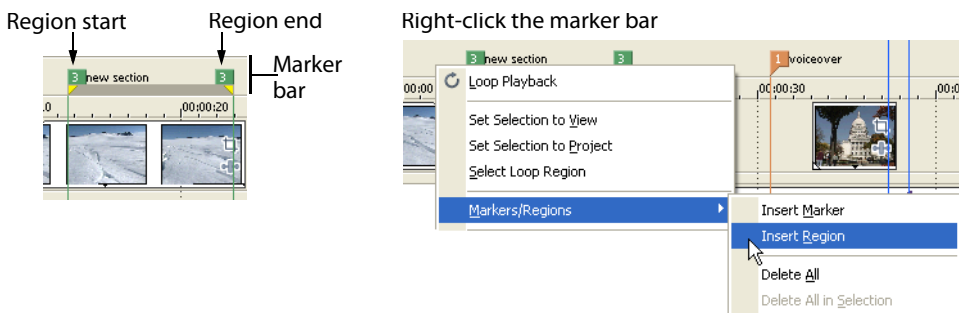 Region start
Region end
Marker bar
3 new section
3
.0
00:00:20
Right-click the marker bar
3 new section
3
1 voiceover
00:00
00:00:30
00:0
Loop Playback
Set Selection to View
Set Selection to Project
Select Loop Region
Markers/Regions
Insert Marker
Insert Region
Delete All
Delete All in Selection